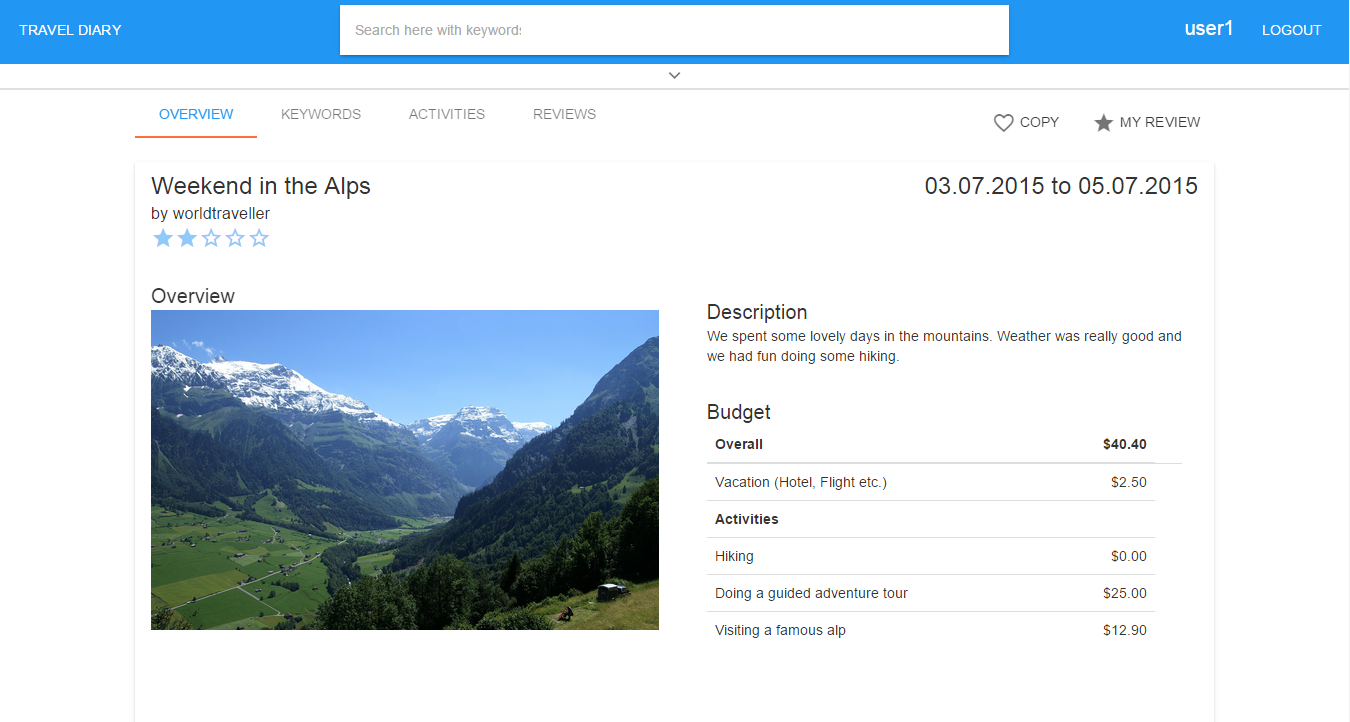 TRAVEL DIARY
Search here with keywords
user1
LOGOUT
OVERVIEW
KEYWORDS
ACTIVITIES
REVIEWS
COPY
MY REVIEW
Weekend in the Alps
03.07.2015 to 05.07.2015
by worldtraveller
Overview
Description
We spent some lovely days in the mountains. Weather was really good and
we had fun doing some hiking.
Budget
Overall $40.40
Vacation (Hotel, Flight etc.) $2.50
Activities
Hiking $0.00
Doing a guided adventure tour $25.00
Visiting a famous alp $12.90